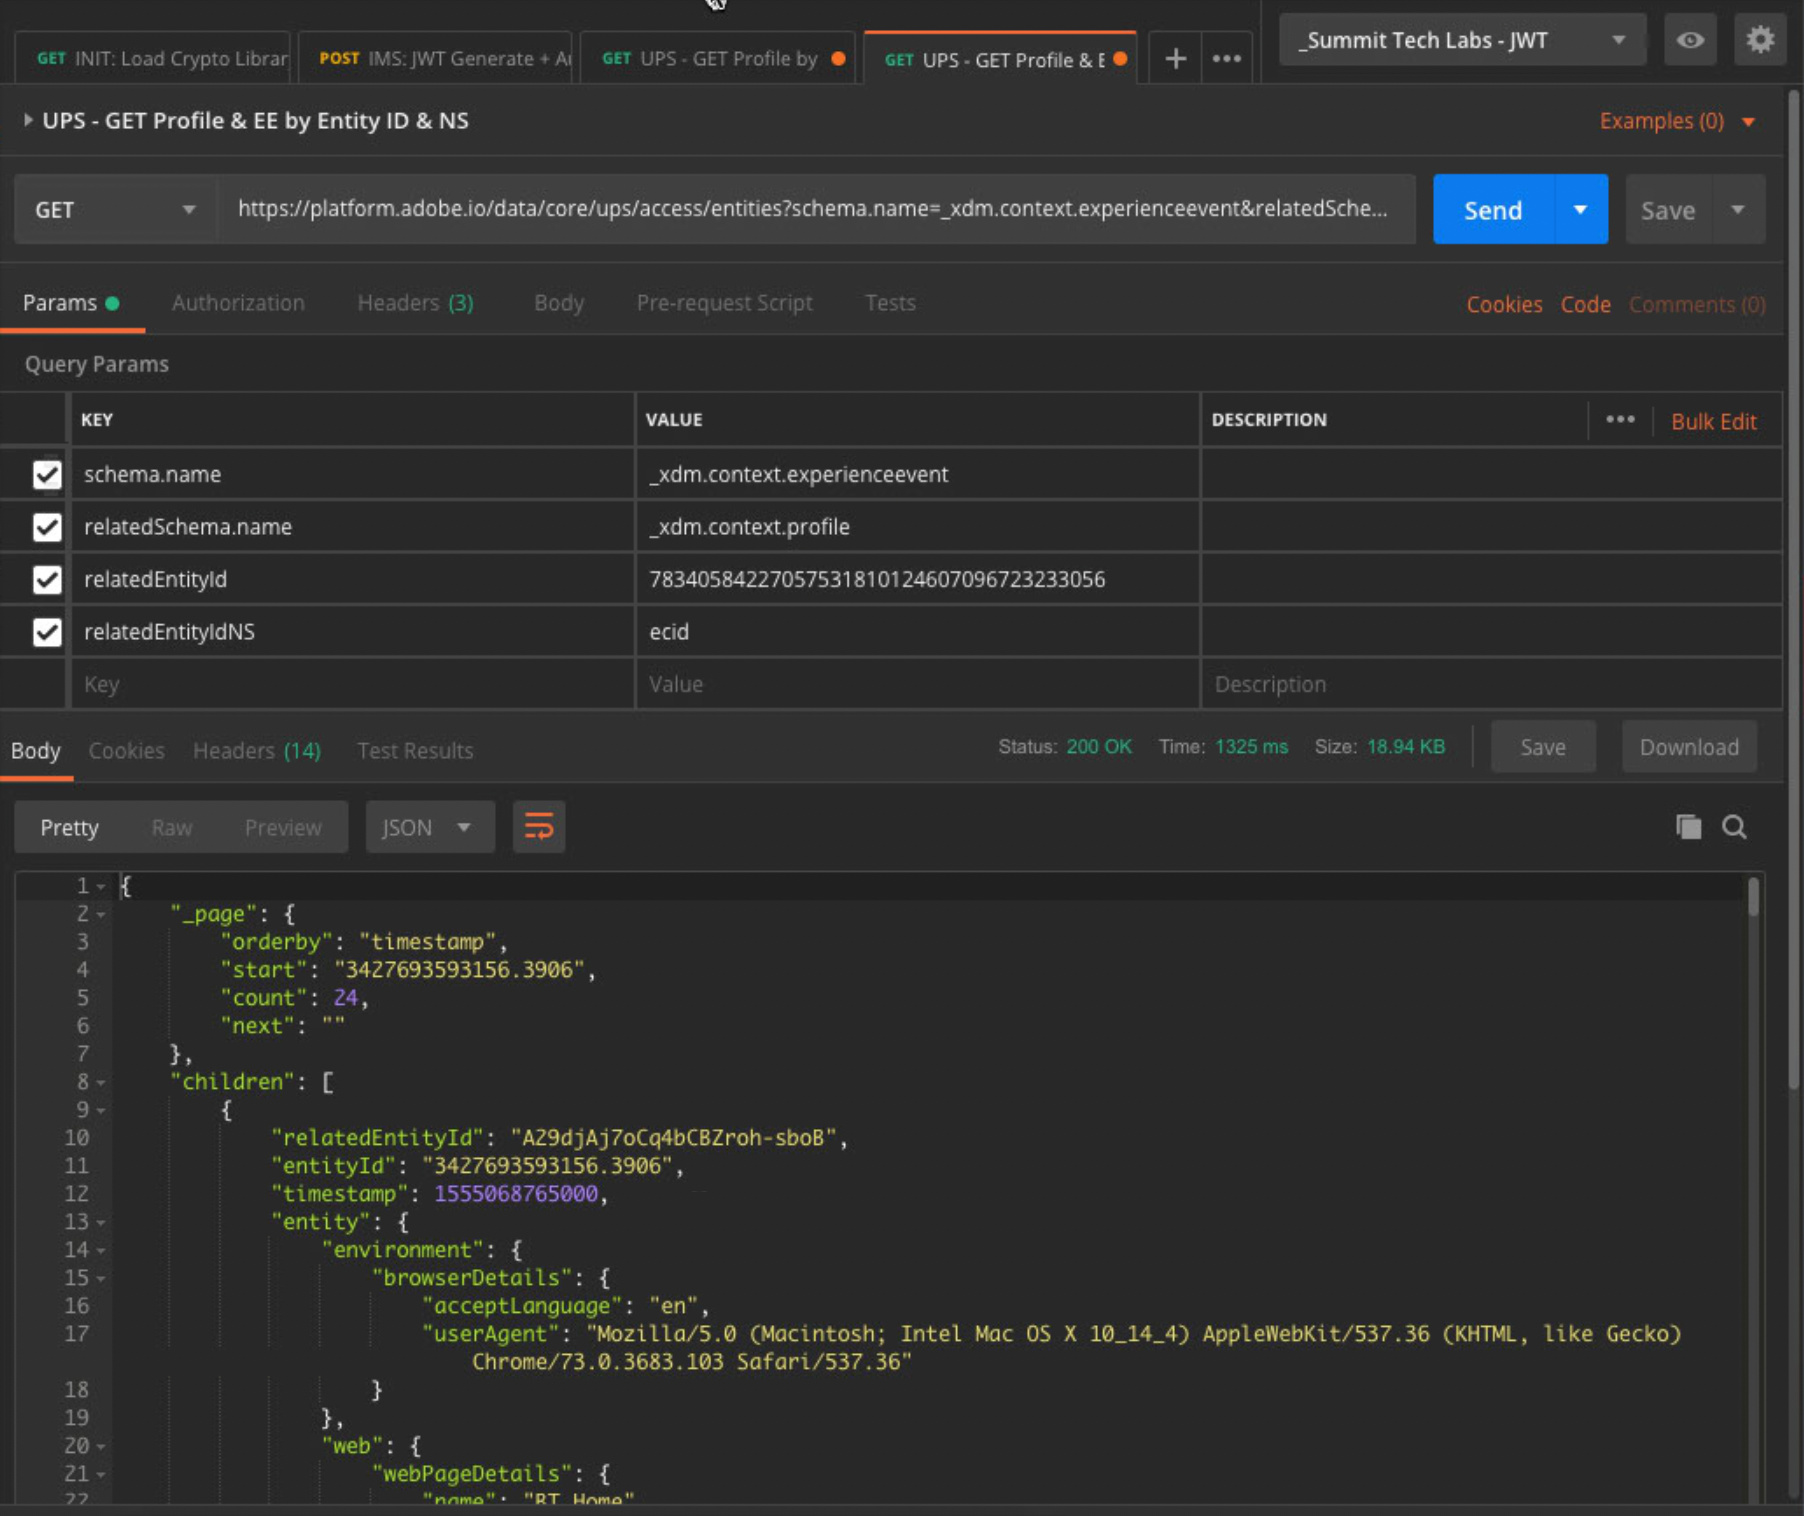 GET INIT: Load Crypto Librar
POST IMS: JWT Generate + Au
GET UPS - GET Profile by
GET UPS - GET Profile & E
_Summit Tech Labs - JWT
UPS - GET Profile & EE by Entity ID & NS
Examples (0)
GET
https://platform.adobe.io/data/core/ups/access/entities?schema.name=_xdm.context.experienceevent&relatedSche...
Send
Save
Params
Authorization
Headers (3)
Body
Pre-request Script
Tests
Cookies
Code
Comments (0)
Query Params
KEY VALUE DESCRIPTION ••• Bulk Edit
schema.name _xdm.context.experienceevent
relatedSchema.name _xdm.context.profile
relatedEntityId 78340584227057531810124607096723233056
relatedEntityIdNS ecid
Key Value Description
Body
Cookies
Headers (14)
Test Results
Status: 200 OK Time: 1325 ms Size: 18.94 KB
Save
Download
Pretty
Raw
Preview
JSON
1 {
2 "_page": {
3 "orderby": "timestamp",
4 "start": "3427693593156.3906",
5 "count": 24,
6 "next": ""
7 },
8 "children": [
9 {
10 "relatedEntityId": "A29djAj7oCq4bCBZroh-sboB",
11 "entityId": "3427693593156.3906",
12 "timestamp": 1555068765000,
13 "entity": {
14 "environment": {
15 "browserDetails": {
16 "acceptLanguage": "en",
17 "userAgent": "Mozilla/5.0 (Macintosh; Intel Mac OS X 10_14_4) AppleWebKit/537.36 (KHTML, like Gecko)
Chrome/73.0.3683.103 Safari/537.36"
18 }
19 },
20 "web": {
21 "webPageDetails": {
22 "name": "BT Home"